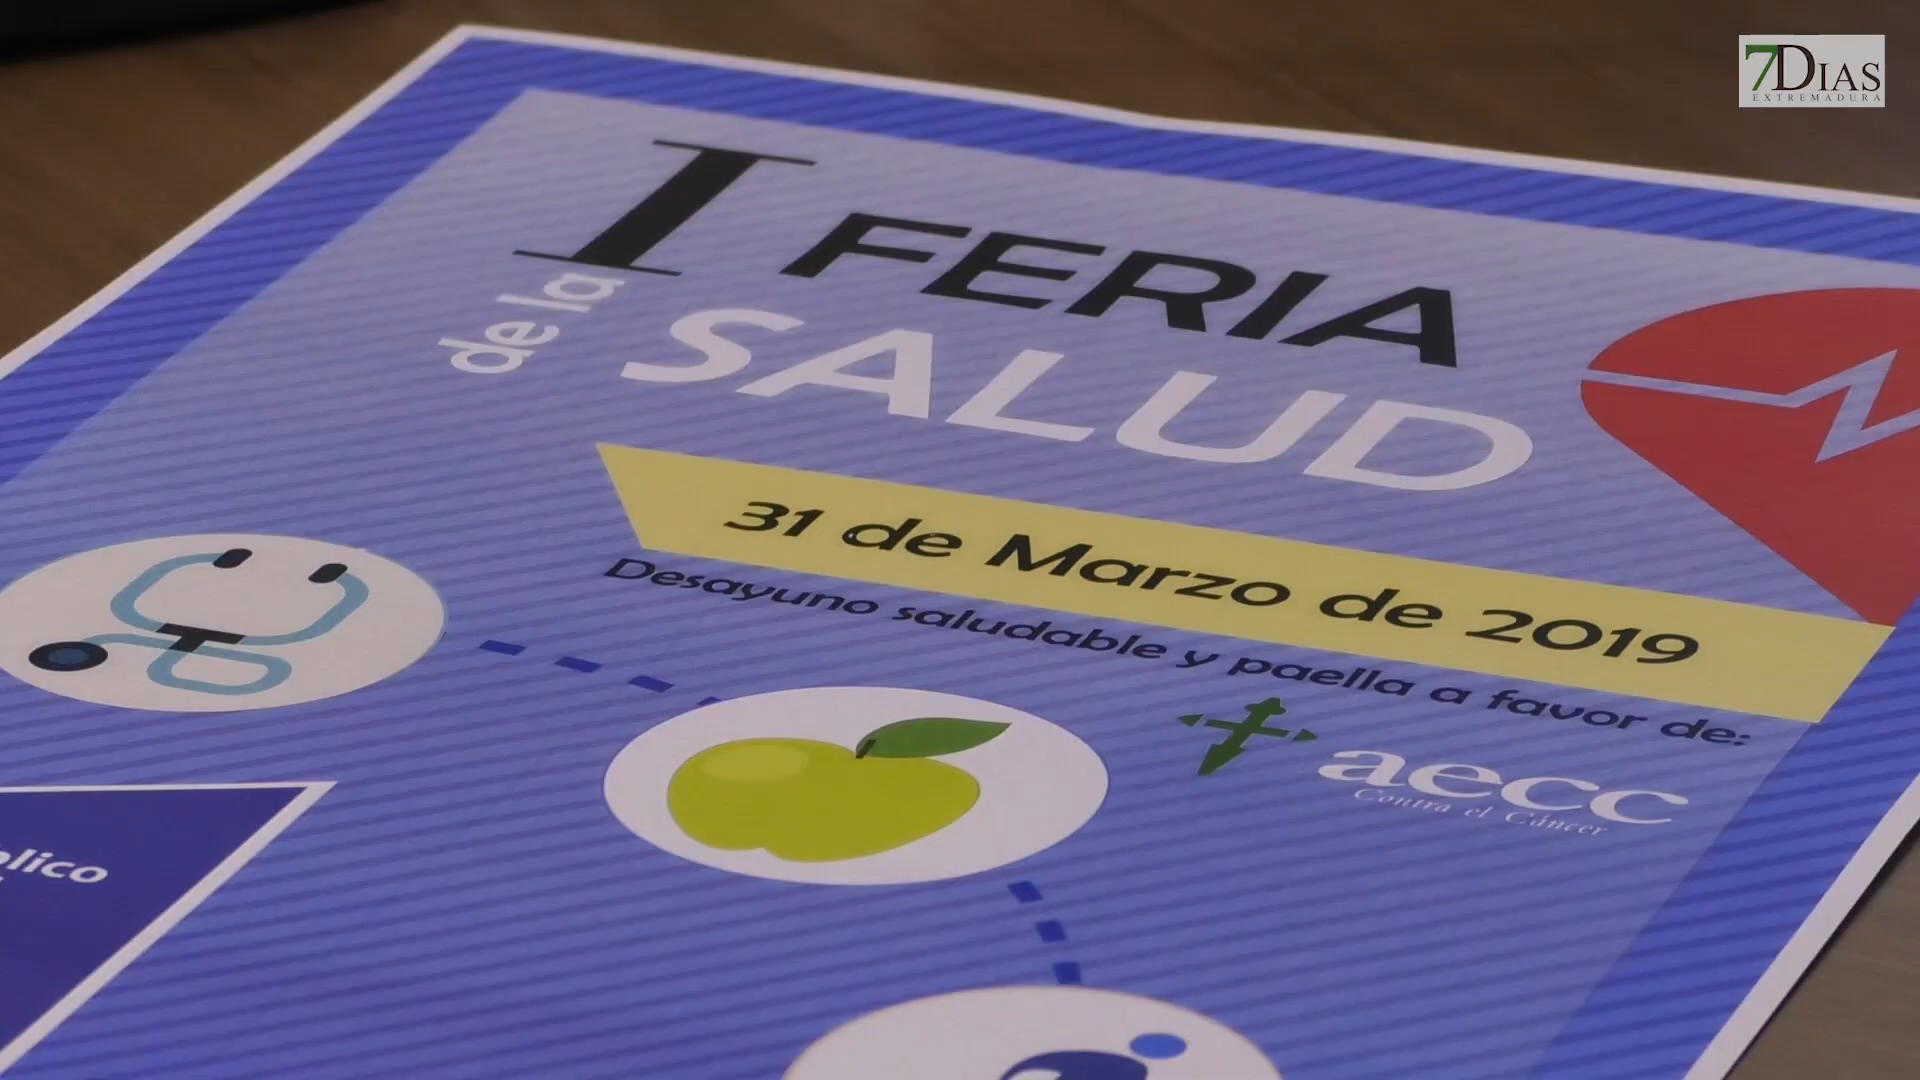 7DIAS
EXTREMADURA
I FERIA
de la
SALUD
31 de Marzo de 2019
Desayuno saludable y paella a favor de:
aecc
Contra el Cáncer